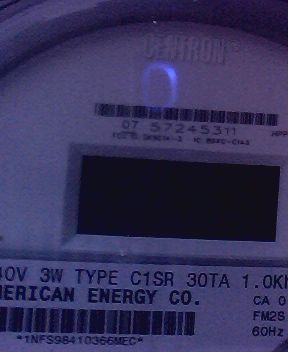 CENTRON
07 57245311
40V 3W TYPE C1SR 30TA 1.0K
MERICAN ENERGY CO.
CA 0
FM2S
60Hz
*1NFS98410366MEC*